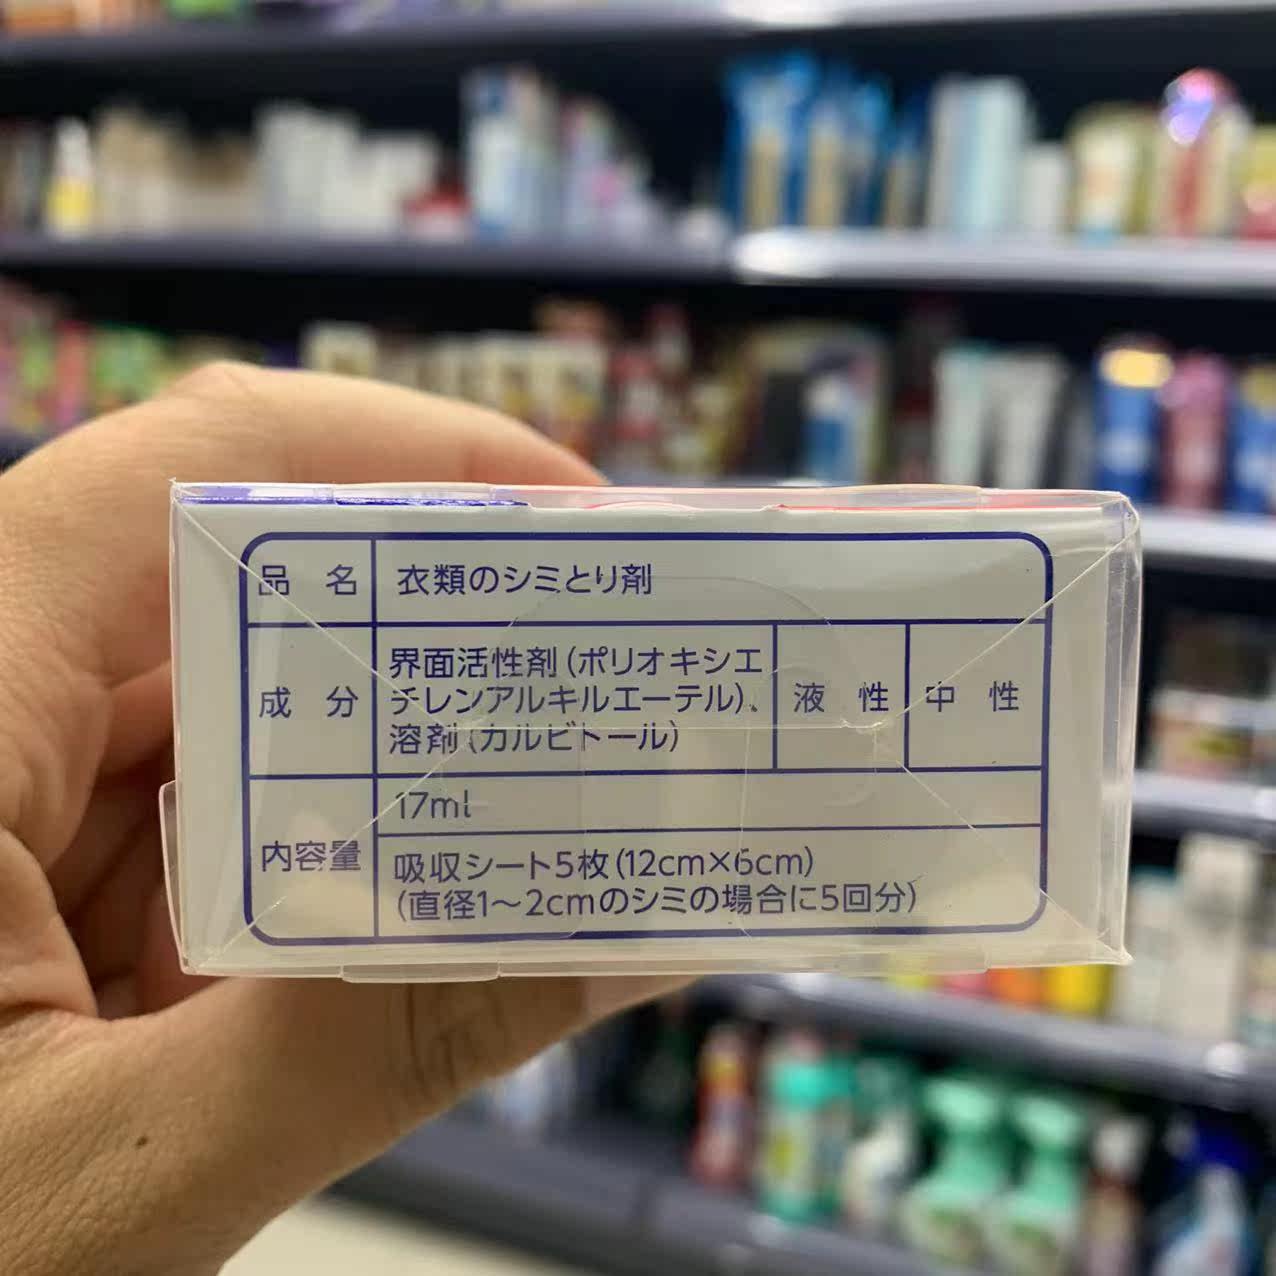 品 名
衣類のシミとり剤
成 分
界面活性剤(ポリオキシエ
チレンアルキルエーテル)、
溶剤(カルビトール)
液 性
中 性
内容量
17ml
吸収シート5枚(12cm×6cm)
(直径1〜2cmのシミの場合に5回分)